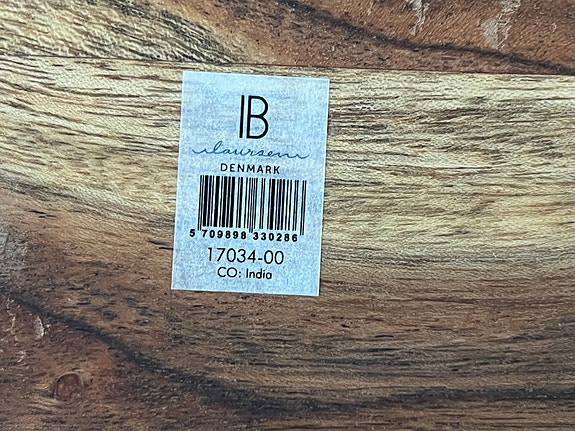 IB
laursen
DENMARK
5 709898 330286
17034-00
CO: India